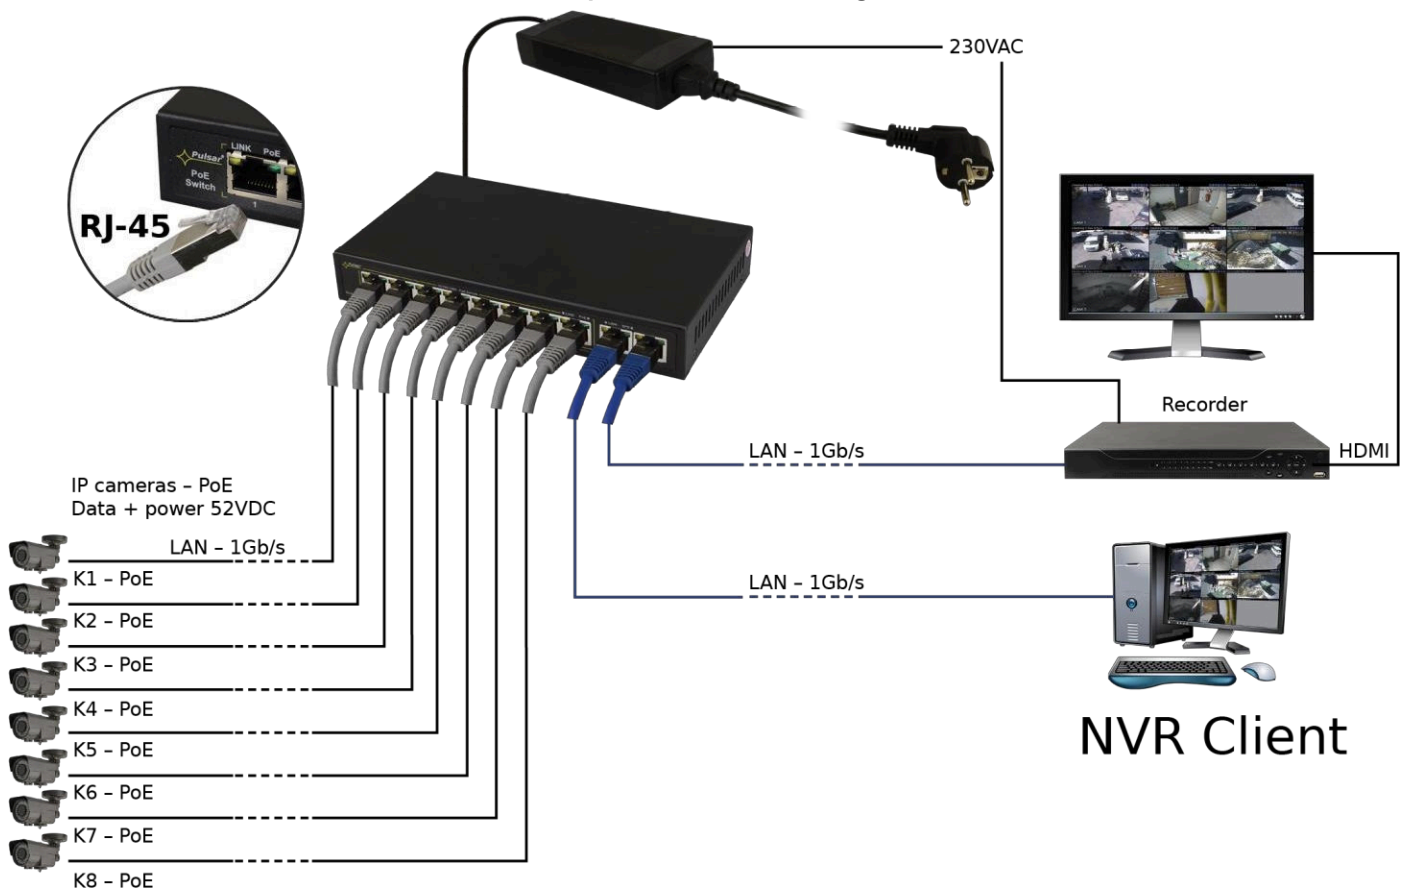 230VAC
LINK PoE
Pulsar
PoE
Switch
1
RJ-45
Recorder
HDMI
LAN – 1Gb/s
IP cameras – PoE
Data + power 52VDC
LAN – 1Gb/s
K1 – PoE
LAN – 1Gb/s
K2 – PoE
K3 – PoE
K4 – PoE
NVR Client
K5 – PoE
K6 – PoE
K7 – PoE
K8 – PoE